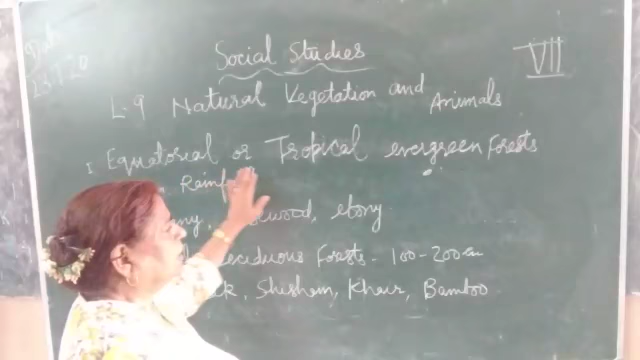 Social Studies
VII
L-9 Natural Vegetation and Animals
I. Equatorial or Tropical evergreen Forests
ebony
Deciduous Forests - 100-200cm
Shisham, Khair, Bamboo